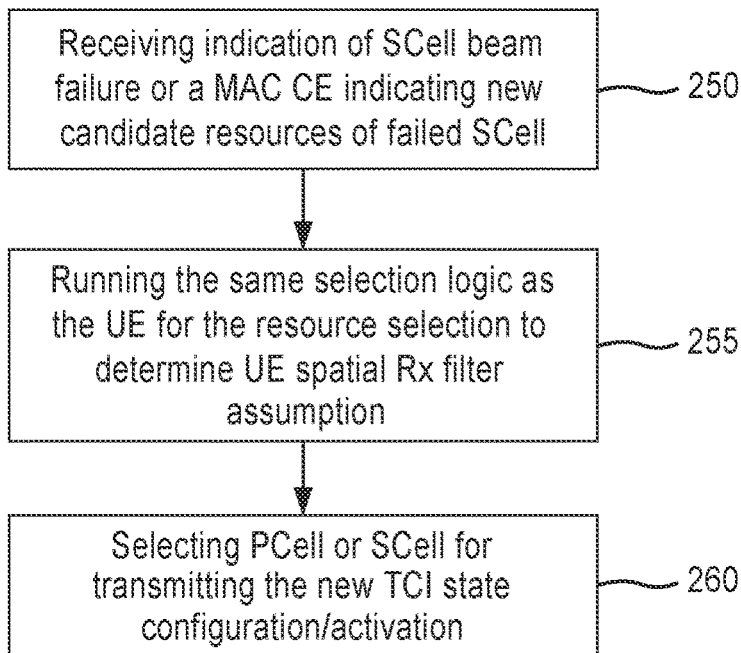 Receiving indication of SCell beam
failure or a MAC CE indicating new
candidate resources of failed SCell
250
Running the same selection logic as
the UE for the resource selection to
determine UE spatial Rx filter
assumption
255
Selecting PCell or SCell for
transmitting the new TCI state
configuration/activation
260